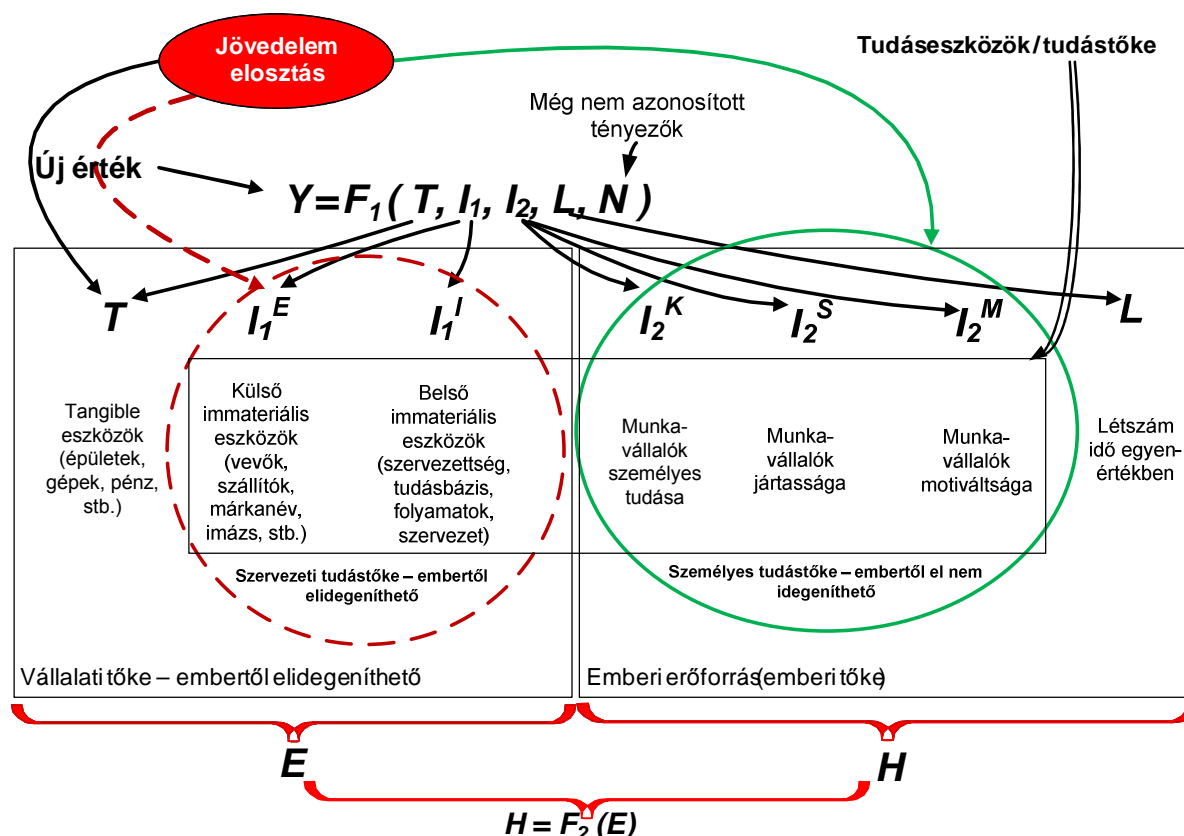 Jövedelem
elosztás
Tudáseszközök/tudástőke
Még nem azonosított
tényezők
Új érték
Y=F₁( T, I₁, I₂, L, N )
T
I₁ᴱ
I₁ᴵ
I₂ᴷ
I₂ˢ
I₂ᴹ
L
Tangible
eszközök
(épületek,
gépek, pénz,
stb.)
Külső
immateriális
eszközök
(vevők,
szállítók,
márkanév,
imázs, stb.)
Belső
immateriális
eszközök
(szervezettség,
tudásbázis,
folyamatok,
szervezet)
Munka-
vállalók
személyes
tudása
Munka-
vállalók
jártassága
Munka-
vállalók
motiváltsága
Létszám
idő egyen-
értékben
Szervezeti tudástőke – embertől
elidegeníthető
Személyes tudástőke – embertől el nem
idegeníthető
Vállalati tőke – embertől elidegeníthető
Emberi erőforrás(emberi tőke)
E
H
H = F₂ (E)